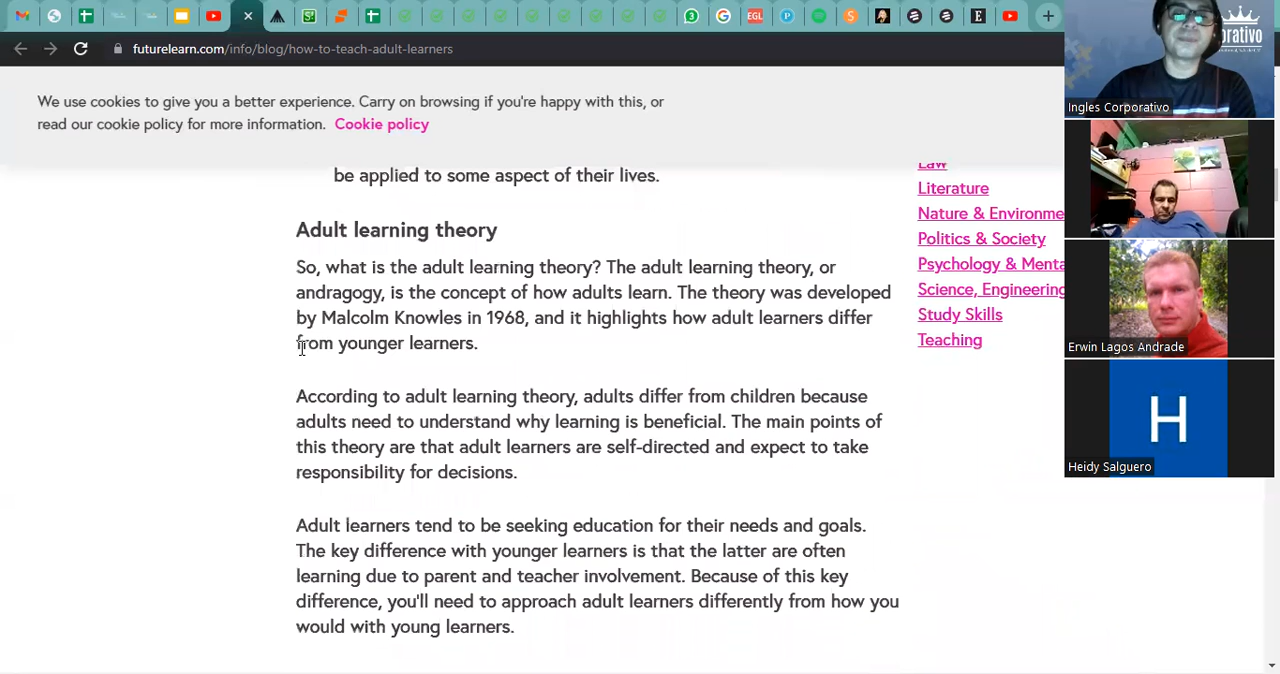 futurelearn.com/info/blog/how-to-teach-adult-learners
We use cookies to give you a better experience. Carry on browsing if you're happy with this, or
read our cookie policy for more information. Cookie policy
be applied to some aspect of their lives.
Adult learning theory
So, what is the adult learning theory? The adult learning theory, or
andragogy, is the concept of how adults learn. The theory was developed
by Malcolm Knowles in 1968, and it highlights how adult learners differ
from younger learners.
According to adult learning theory, adults differ from children because
adults need to understand why learning is beneficial. The main points of
this theory are that adult learners are self-directed and expect to take
responsibility for decisions.
Adult learners tend to be seeking education for their needs and goals.
The key difference with younger learners is that the latter are often
learning due to parent and teacher involvement. Because of this key
difference, you'll need to approach adult learners differently from how you
would with young learners.
Law
Literature
Nature & Environme
Politics & Society
Psychology & Menta
Science, Engineering
Study Skills
Teaching
orativo
Ingles Corporativo
Erwin Lagos Andrade
H
Heidy Salguero